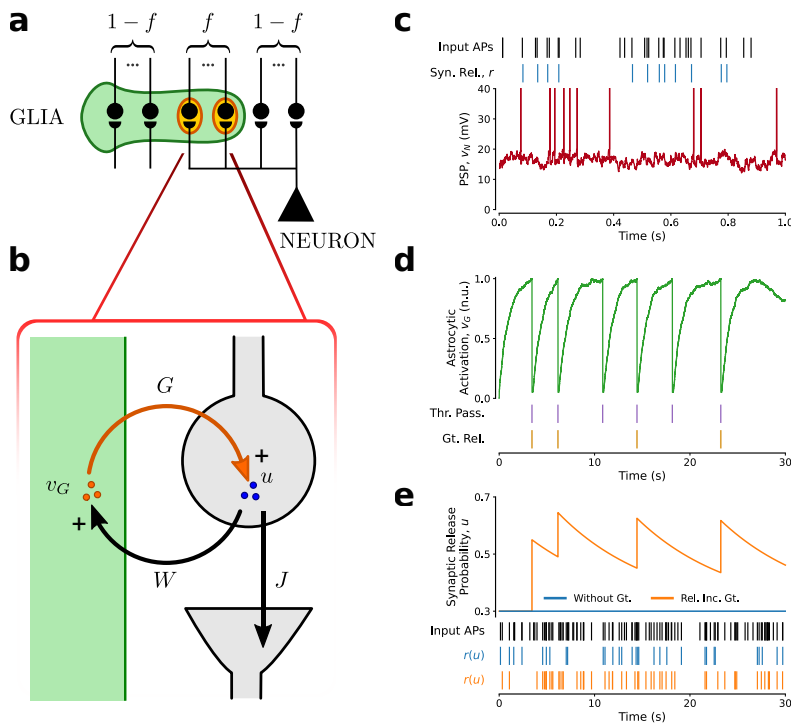 a
1 − f
f
1 − f
...
...
...
GLIA
NEURON
b
G
+
u
v_G
+
W
J
c
Input APs
Syn. Rel., r
40
30
20
10
0
PSP, v_N (mV)
0.0 0.2 0.4 0.6 0.8 1.0
Time (s)
d
1.0
0.5
0.0
Astrocytic
Activation, v_G (n.u.)
Thr. Pass.
Gt. Rel.
0 10 20 30
Time (s)
e
0.7
0.5
0.3
Synaptic Release
Probability, u
Without Gt. Rel. Inc. Gt.
Input APs
r(u)
r(u)
0 10 20 30
Time (s)